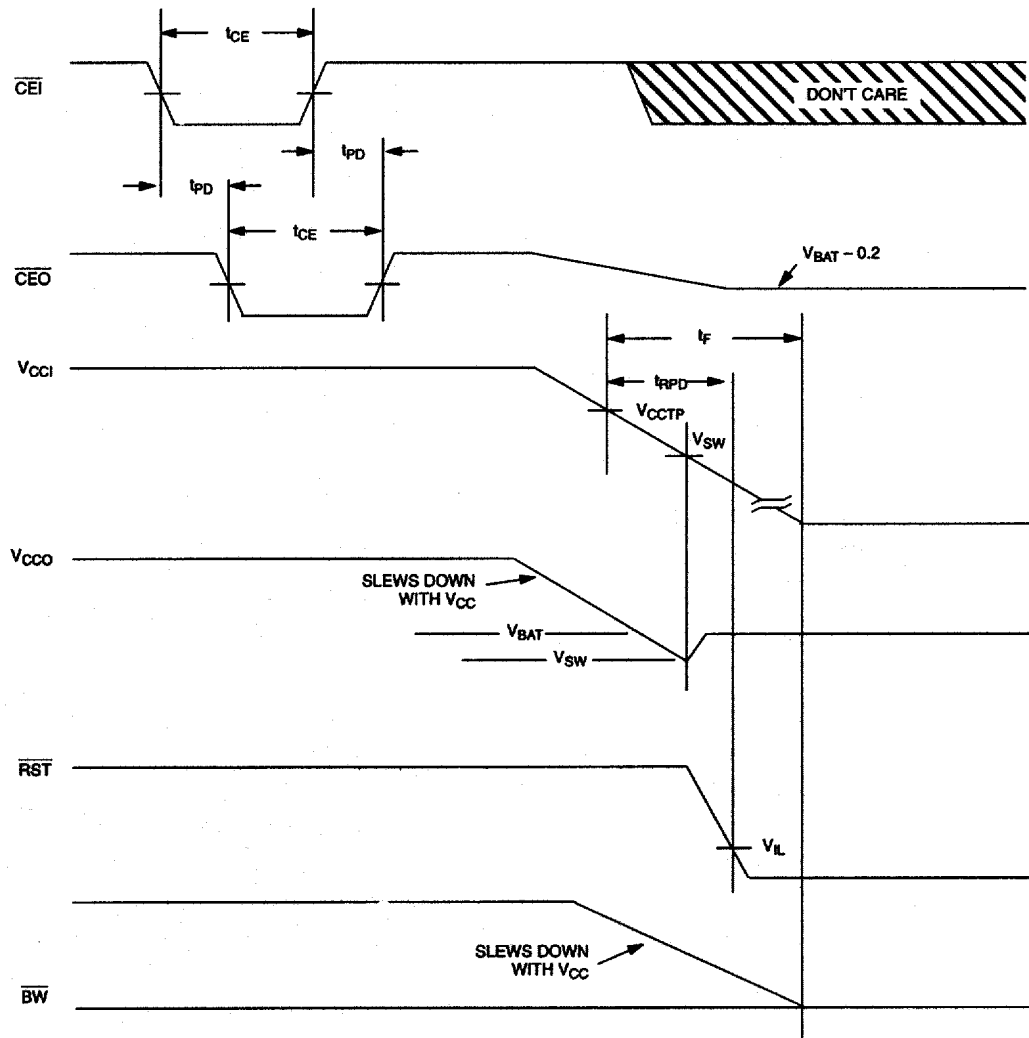 tCE
CEI
DON'T CARE
tPD
tPD
tCE
CEO
VBAT – 0.2
tF
VCCI
tRPD
VCCTP
VSW
VCCO
SLEWS DOWN
WITH VCC
VBAT
VSW
RST
VIL
SLEWS DOWN
WITH VCC
BW